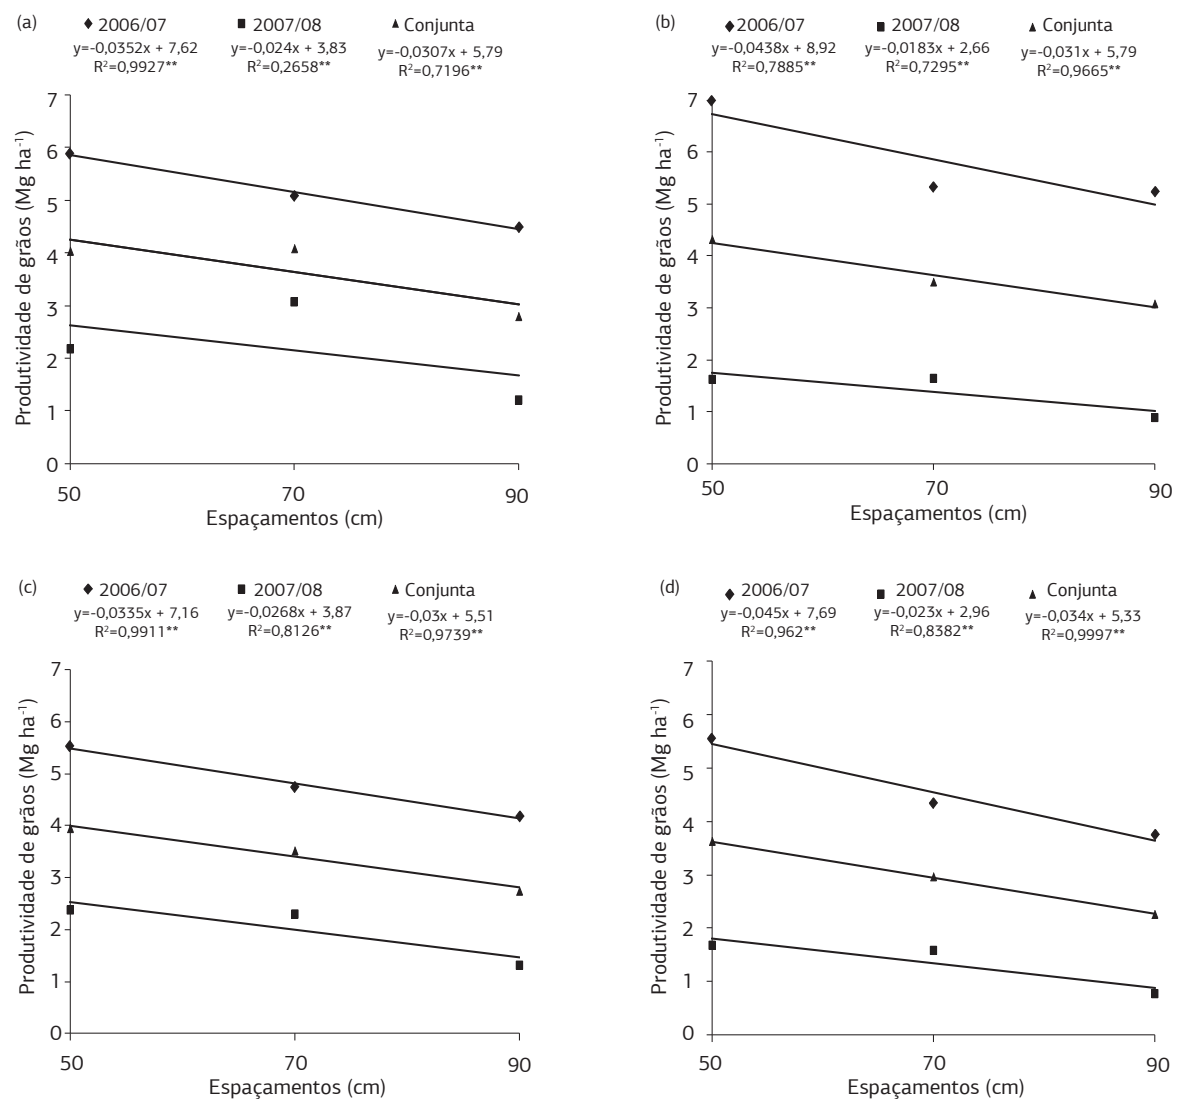 (a) 2006/07 2007/08 Conjunta
y=-0,0352x + 7,62 y=-0,024x + 3,83 y=-0,0307x + 5,79
R²=0,9927** R²=0,2658** R²=0,7196**
Produtividade de grãos (Mg ha⁻¹)
7
6
5
4
3
2
1
0
50 70 90
Espaçamentos (cm)
(b) 2006/07 2007/08 Conjunta
y=-0,0438x + 8,92 y=-0,0183x + 2,66 y=-0,031x + 5,79
R²=0,7885** R²=0,7295** R²=0,9665**
Produtividade de grãos (Mg ha⁻¹)
7
6
5
4
3
2
1
0
50 70 90
Espaçamentos (cm)
(c) 2006/07 2007/08 Conjunta
y=-0,0335x + 7,16 y=-0,0268x + 3,87 y=-0,03x + 5,51
R²=0,9911** R²=0,8126** R²=0,9739**
Produtividade de grãos (Mg ha⁻¹)
7
6
5
4
3
2
1
0
50 70 90
Espaçamentos (cm)
(d) 2006/07 2007/08 Conjunta
y=-0,045x + 7,69 y=-0,023x + 2,96 y=-0,034x + 5,33
R²=0,962** R²=0,8382** R²=0,9997**
Produtividade de grãos (Mg ha⁻¹)
7
6
5
4
3
2
1
0
50 70 90
Espaçamentos (cm)